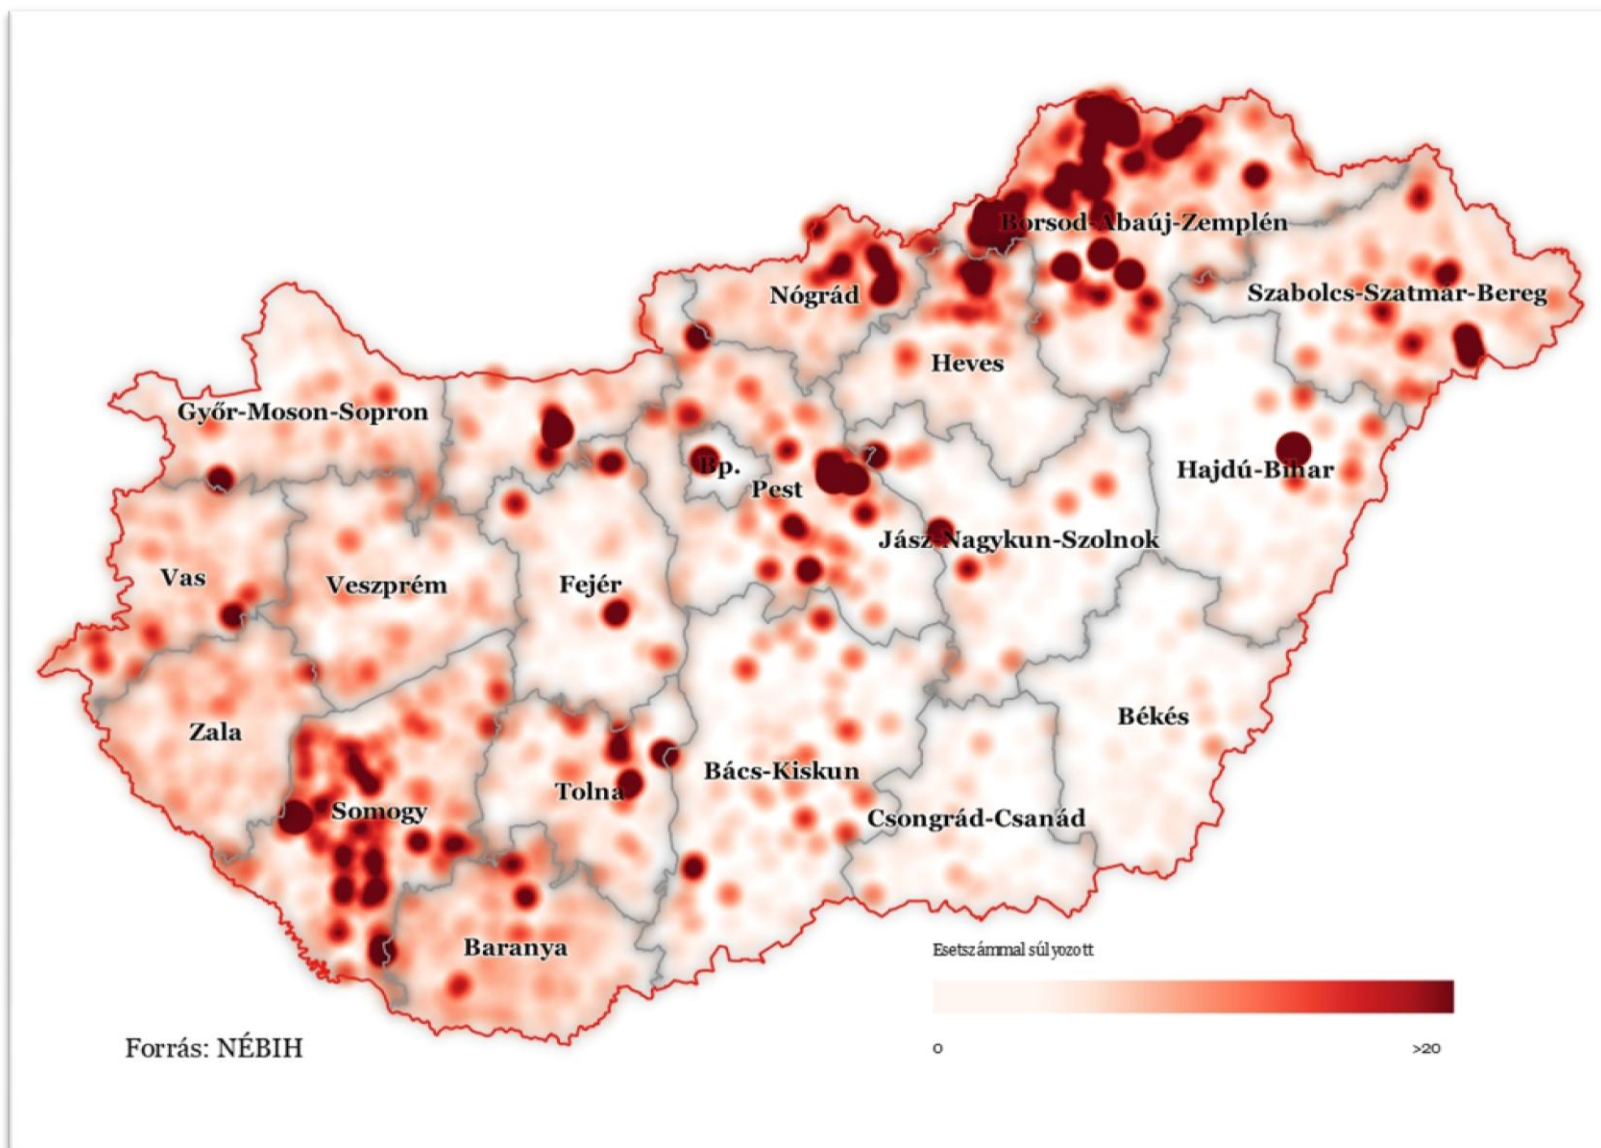 Borsod-Abaúj-Zemplén
Nógrád
Szabolcs-Szatmár-Bereg
Heves
Győr-Moson-Sopron
Bp.
Hajdú-Bihar
Pest
Jász-Nagykun-Szolnok
Vas
Veszprém
Fejér
Zala
Békés
Bács-Kiskun
Tolna
Somogy
Csongrád-Csanád
Baranya
Esetszámmal súlyozott
0
>20
Forrás: NÉBIH